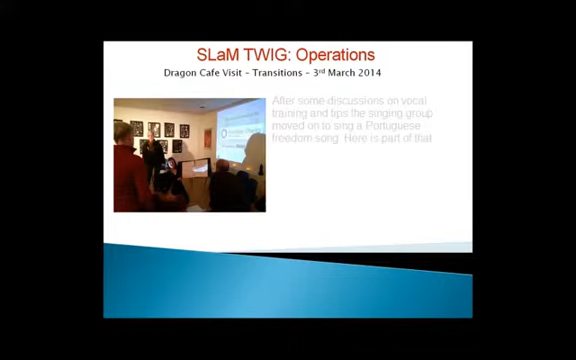 SLaM TWIG: Operations
Dragon Cafe Visit – Transitions – 3rd March 2014
After some discussions on vocal
training and tips the singing group
moved on to sing a Portuguese
freedom song. Here is part of that